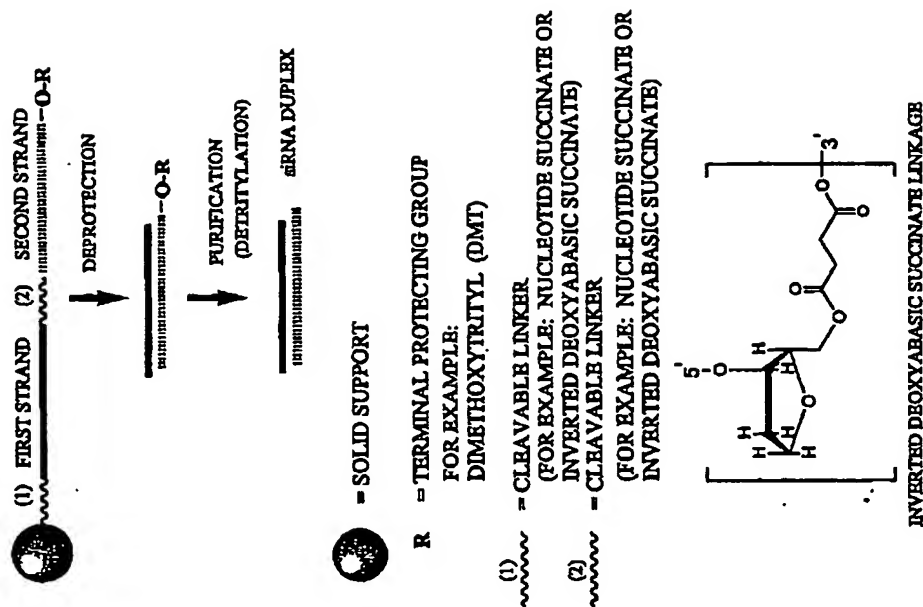 (1) FIRST STRAND (2) SECOND STRAND
O-R
DEPROTECTION
O-R
PURIFICATION
(DETRITYLATION)
siRNA DUPLEX
= SOLID SUPPORT
R = TERMINAL PROTECTING GROUP
FOR EXAMPLE:
DIMETHOXYTRITYL (DMT)
(1) = CLEAVABLE LINKER
(FOR EXAMPLE: NUCLEOTIDE SUCCINATE OR
INVERTED DEOXYABASIC SUCCINATE)
(2) = CLEAVABLE LINKER
(FOR EXAMPLE: NUCLEOTIDE SUCCINATE OR
INVERTED DEOXYABASIC SUCCINATE)
5' O H H H H H O O O O O 3'
INVERTED DEOXYABASIC SUCCINATE LINKAGE